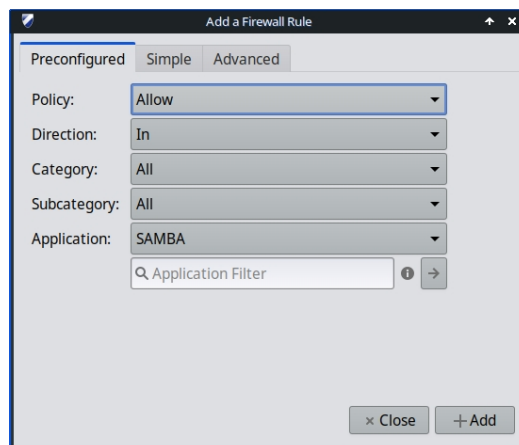 Add a Firewall Rule
Preconfigured Simple Advanced
Policy: Allow
Direction: In
Category: All
Subcategory: All
Application: SAMBA
Application Filter
Close Add